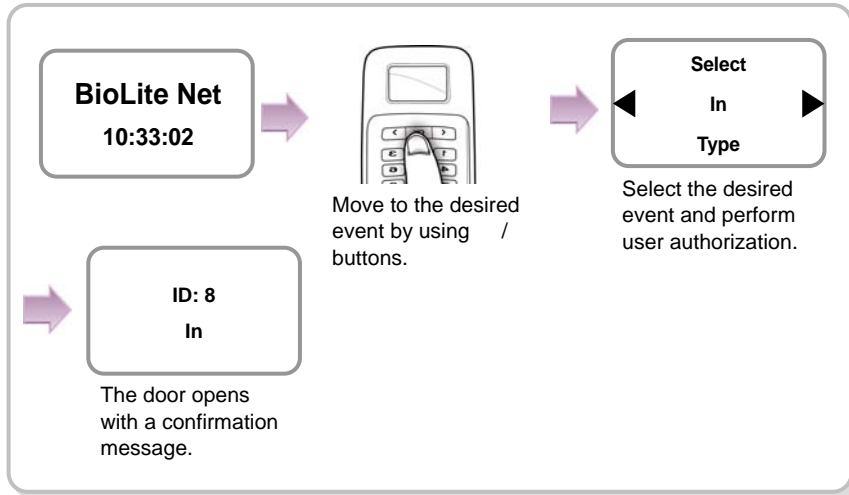 BioLite Net
10:33:02
Move to the desired
event by using /
buttons.
Select
In
Type
Select the desired
event and perform
user authorization.
ID: 8
In
The door opens
with a confirmation
message.